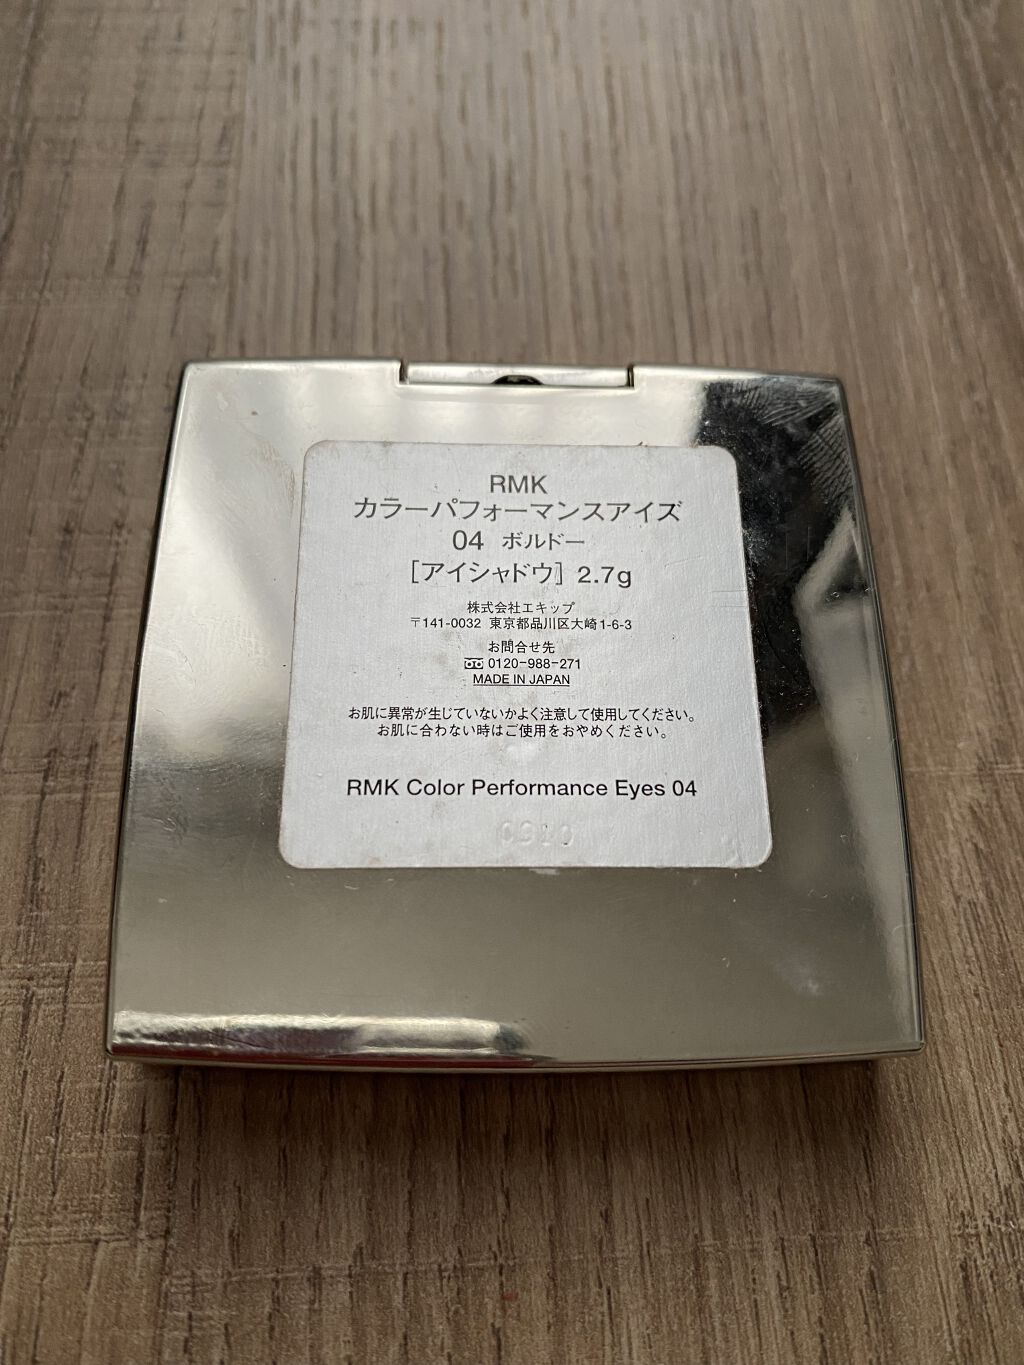 RMK
カラーパフォーマンスアイズ
04 ボルドー
[アイシャドウ] 2.7g
株式会社エキップ
〒141-0032 東京都品川区大崎1-6-3
お問合せ先
0120-988-271
MADE IN JAPAN
お肌に異常が生じていないかよく注意して使用してください。
お肌に合わない時はご使用をおやめください。
RMK Color Performance Eyes 04